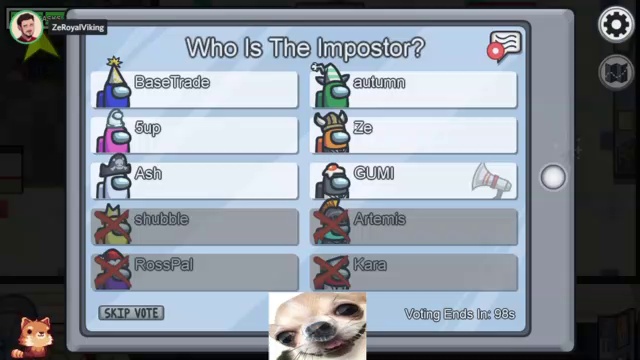 ZeRoyalViking
Who Is The Impostor?
BaseTrade
autumn
5up
Ze
Ash
GUMI
shubble
Artemis
RossPal
Kara
SKIP VOTE
Voting Ends In: 98s